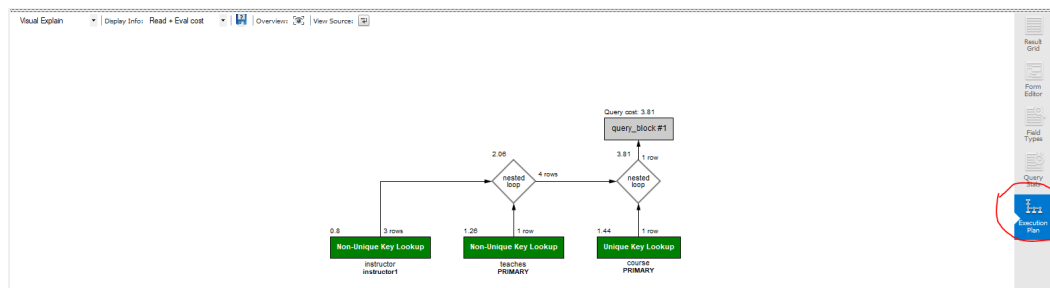 Visual Explain Display Info: Read + Eval cost Overview: View Source:
Result
Grid
Form
Editor
Field
Types
Query
Stats
Execution
Plan
Query cost: 3.81
query_block #1
2.06
3.81
1 row
nested
loop
4 rows
nested
loop
0.8
3 rows
1.26
1 row
1.44
1 row
Non-Unique Key Lookup
Non-Unique Key Lookup
Unique Key Lookup
instructor
instructor1
teaches
PRIMARY
course
PRIMARY